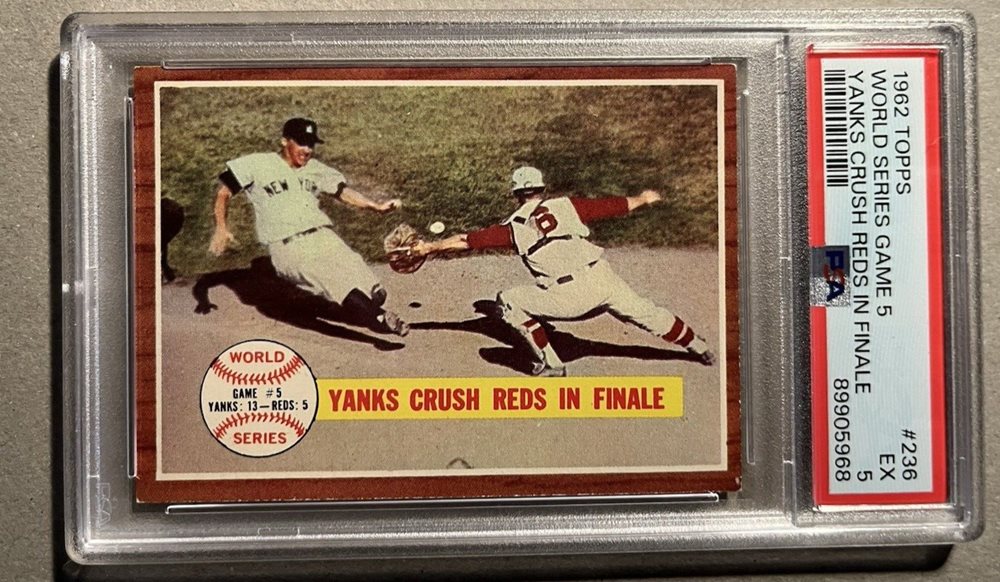 NEW YORK
6
WORLD
GAME #5
YANKS: 13-REDS: 5
SERIES
YANKS CRUSH REDS IN FINALE
1962 TOPPS
WORLD SERIES GAME 5
YANKS CRUSH REDS IN FINALE
#236
EX
5
89905968
PSA